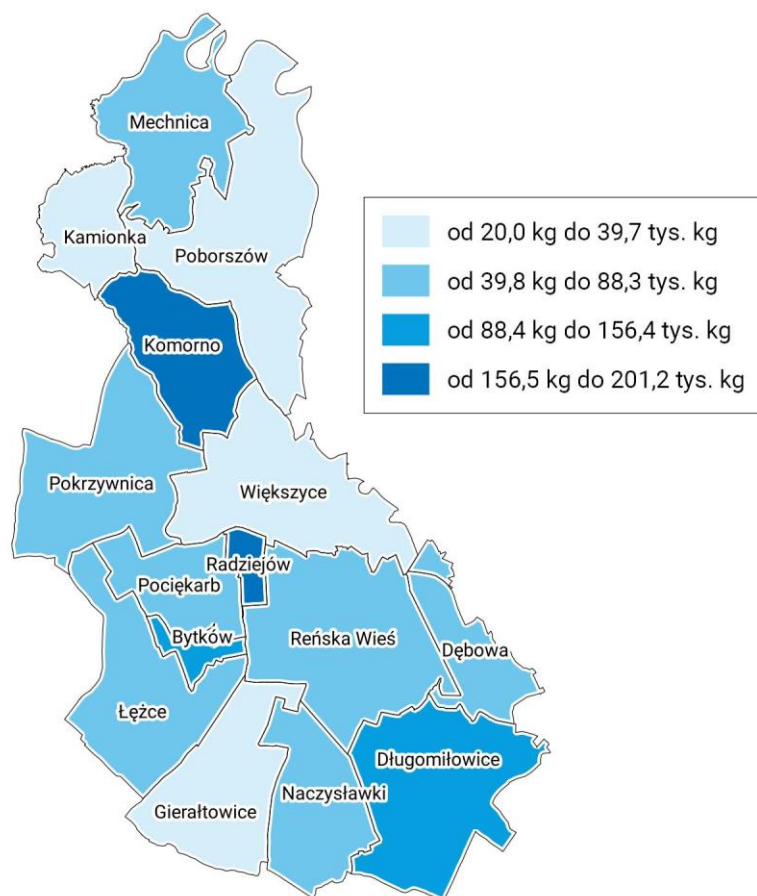 Mechnica
Kamionka
Poborszów
od 20,0 kg do 39,7 tys. kg
od 39,8 kg do 88,3 tys. kg
od 88,4 kg do 156,4 tys. kg
od 156,5 kg do 201,2 tys. kg
Komorno
Pokrzywnica
Większyce
Radziejów
Pociękarb
Bytków
Reńska Wieś
Dębowa
Łężce
Długomiłowice
Naczysławki
Gierałtowice